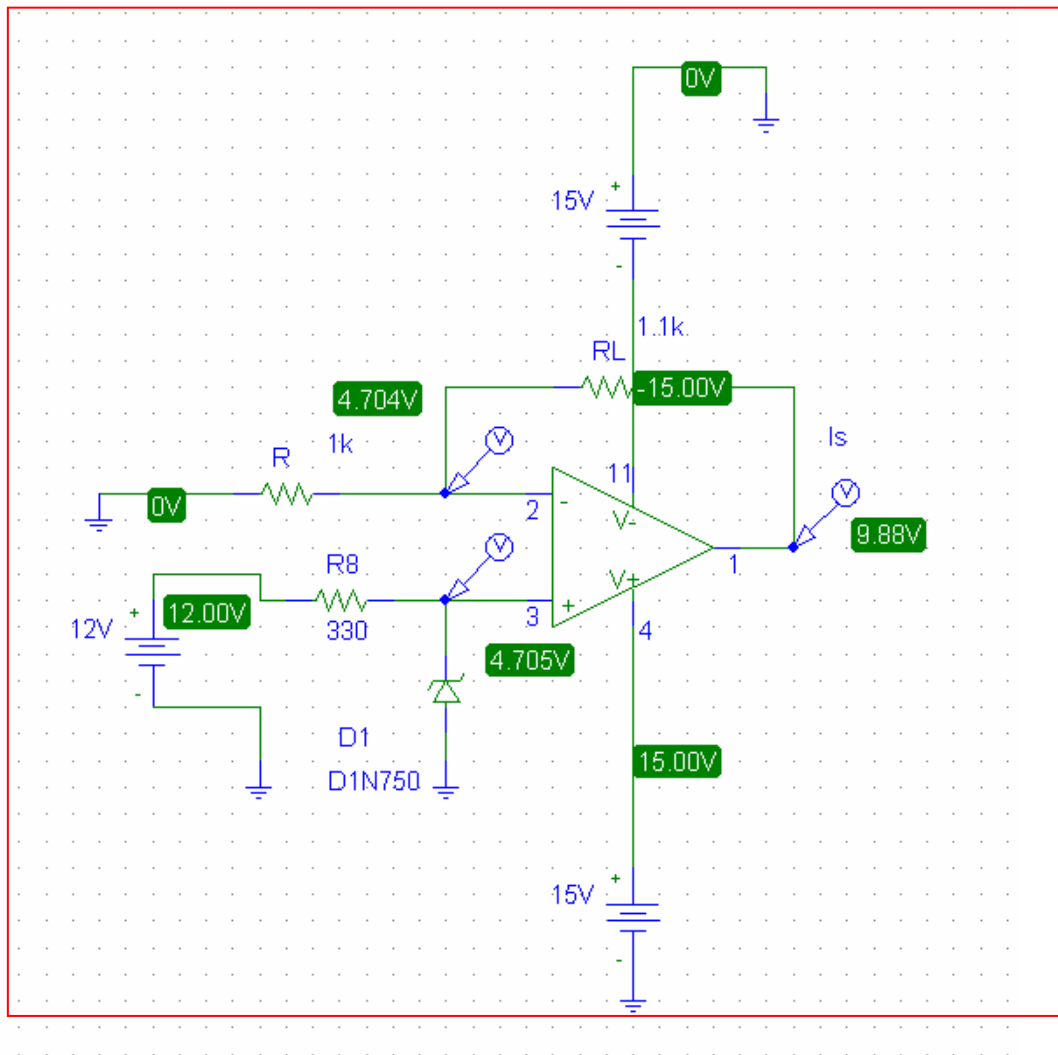 0V
+
15V
-
1.1k
RL
4.704V
-15.00V
1k
V
Is
R
11
V
0V
2
-
V-
9.88V
V
1
R8
V+
+
12.00V
3
+
4
12V
330
4.705V
-
D1
15.00V
D1N750
+
15V
-